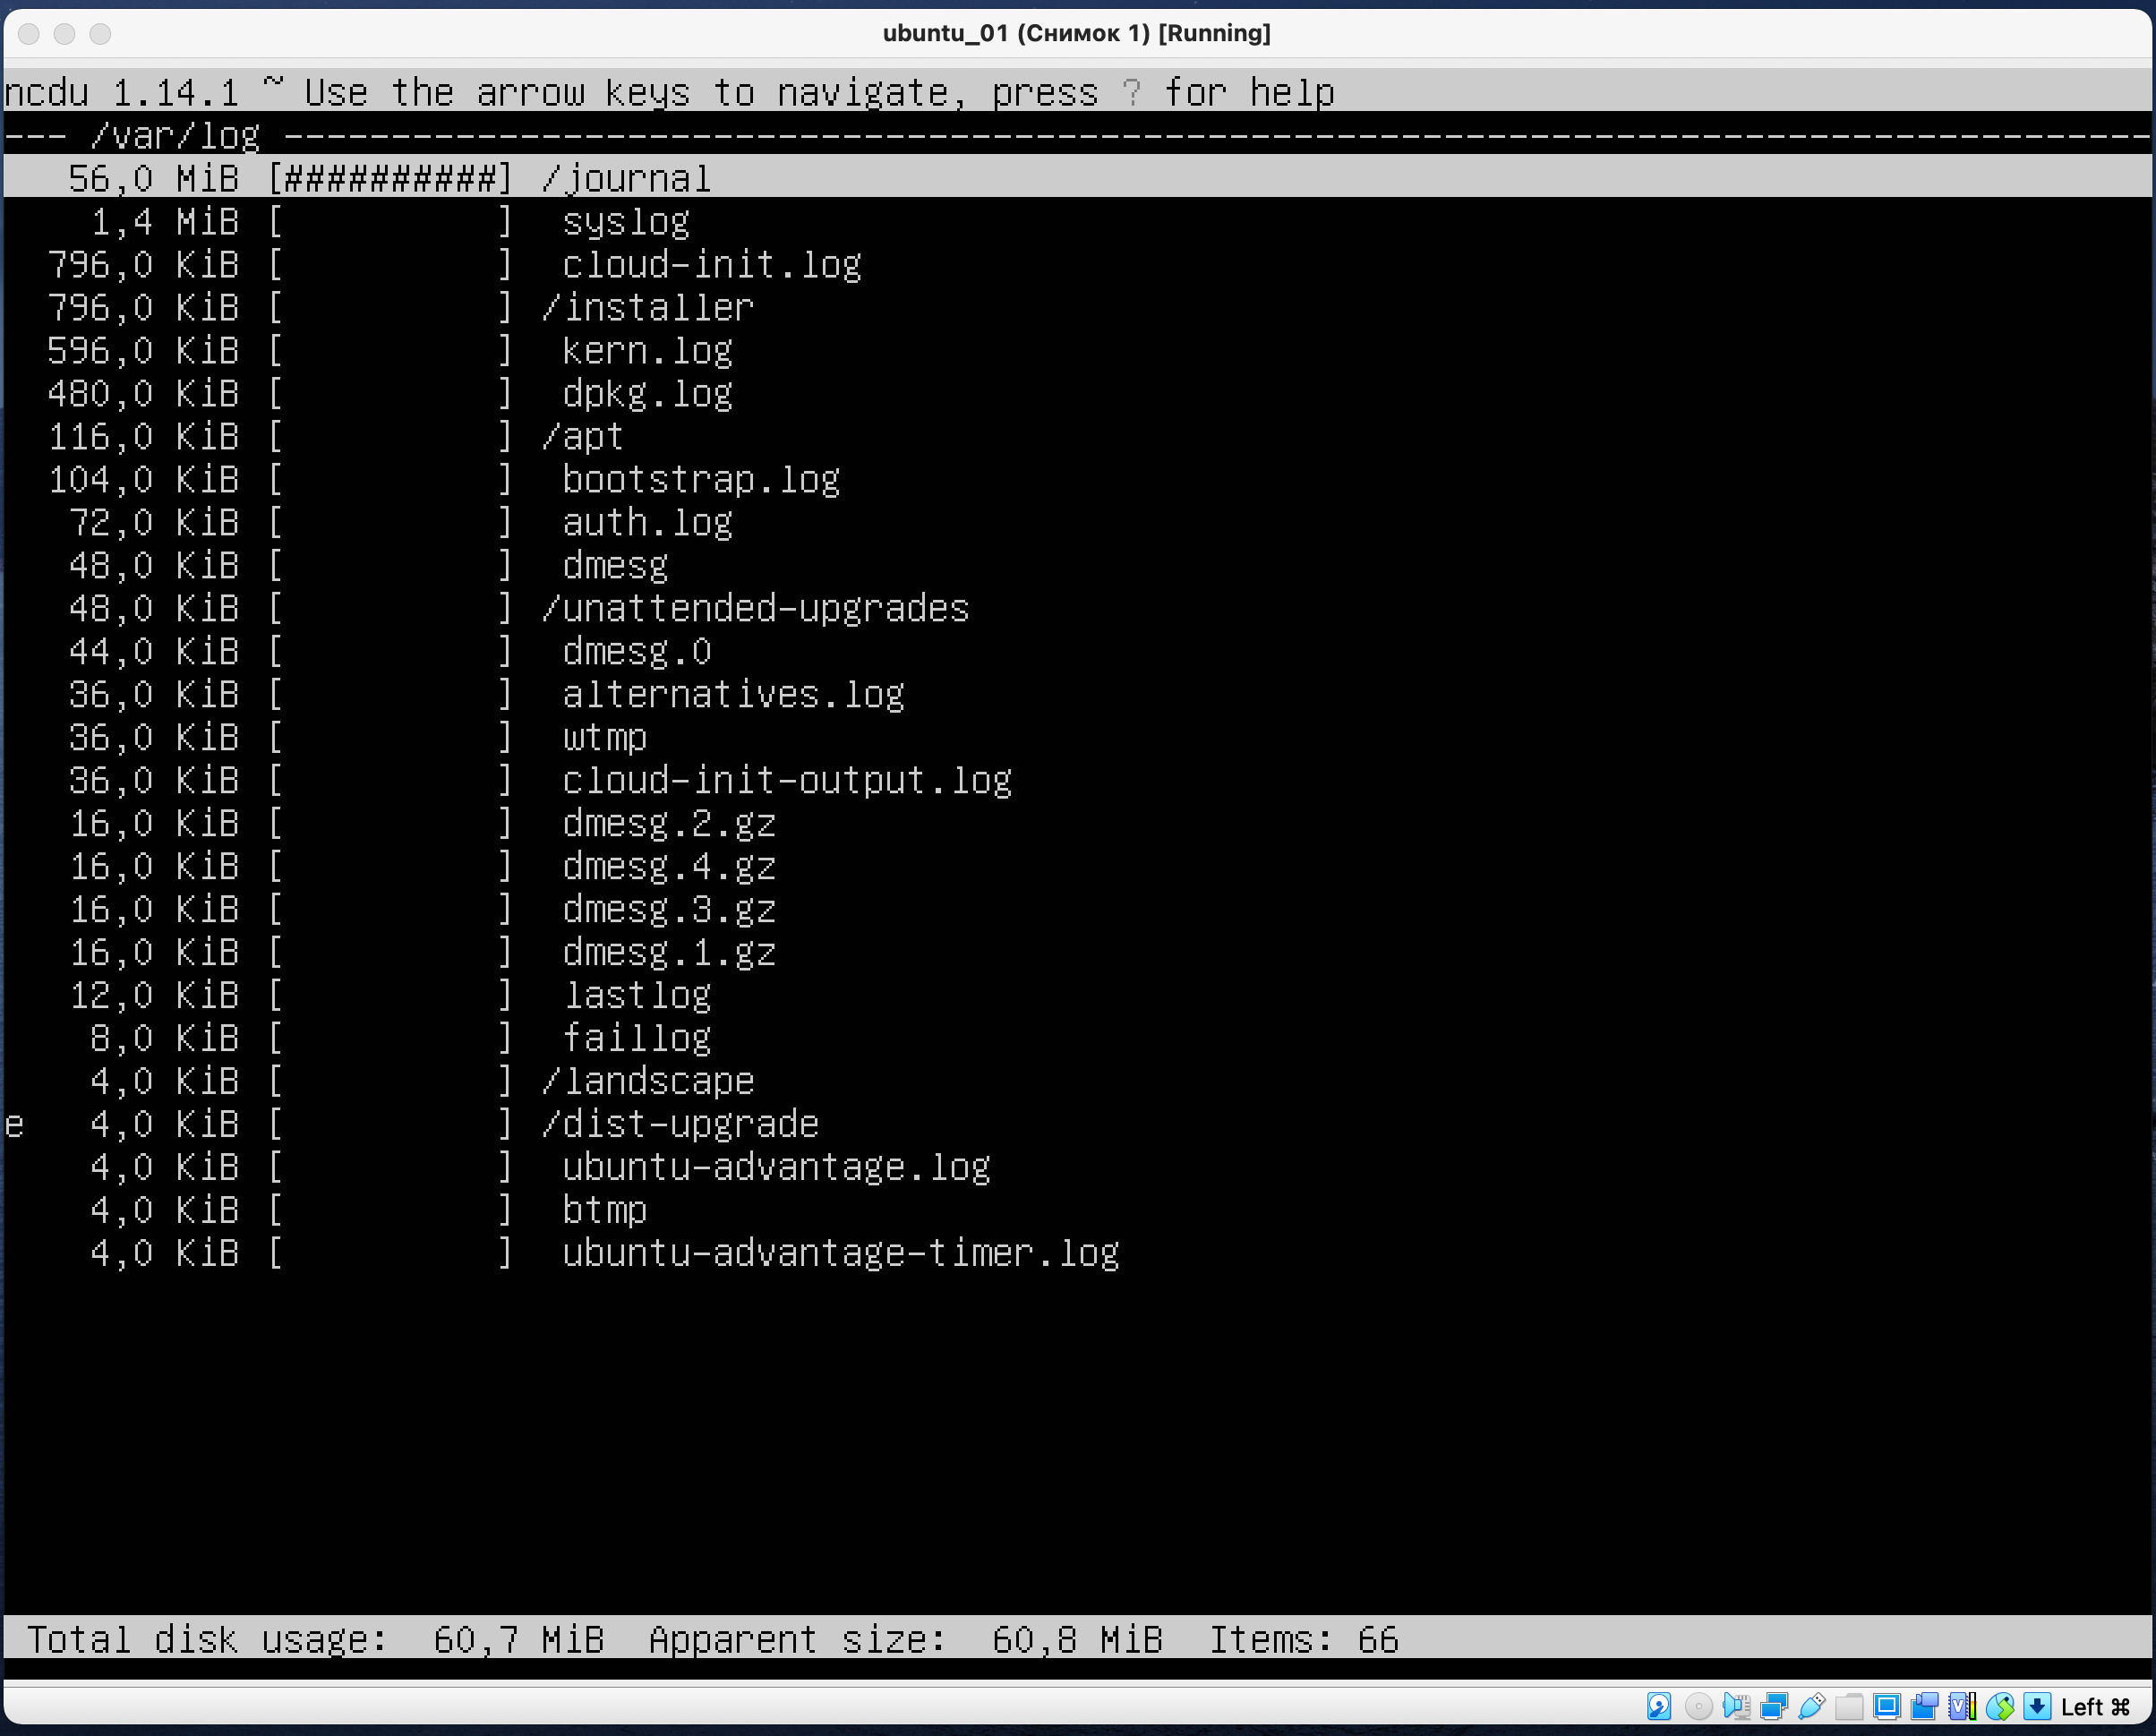 ubuntu_01 (Снимок 1) [Running]
ncdu 1.14.1 ~ Use the arrow keys to navigate, press ? for help
--- /var/log ---------------------------------------------------------------------------------------
56,0 MiB [##########] /journal
1,4 MiB [          ]  syslog
796,0 KiB [          ]  cloud-init.log
796,0 KiB [          ] /installer
596,0 KiB [          ]  kern.log
480,0 KiB [          ]  dpkg.log
116,0 KiB [          ] /apt
104,0 KiB [          ]  bootstrap.log
72,0 KiB [          ]  auth.log
48,0 KiB [          ]  dmesg
48,0 KiB [          ] /unattended-upgrades
44,0 KiB [          ]  dmesg.0
36,0 KiB [          ]  alternatives.log
36,0 KiB [          ]  wtmp
36,0 KiB [          ]  cloud-init-output.log
16,0 KiB [          ]  dmesg.2.gz
16,0 KiB [          ]  dmesg.4.gz
16,0 KiB [          ]  dmesg.3.gz
16,0 KiB [          ]  dmesg.1.gz
12,0 KiB [          ]  lastlog
8,0 KiB [          ]  faillog
4,0 KiB [          ] /landscape
e   4,0 KiB [          ] /dist-upgrade
4,0 KiB [          ]  ubuntu-advantage.log
4,0 KiB [          ]  btmp
4,0 KiB [          ]  ubuntu-advantage-timer.log
Total disk usage:  60,7 MiB  Apparent size:  60,8 MiB  Items: 66
Left ⌘